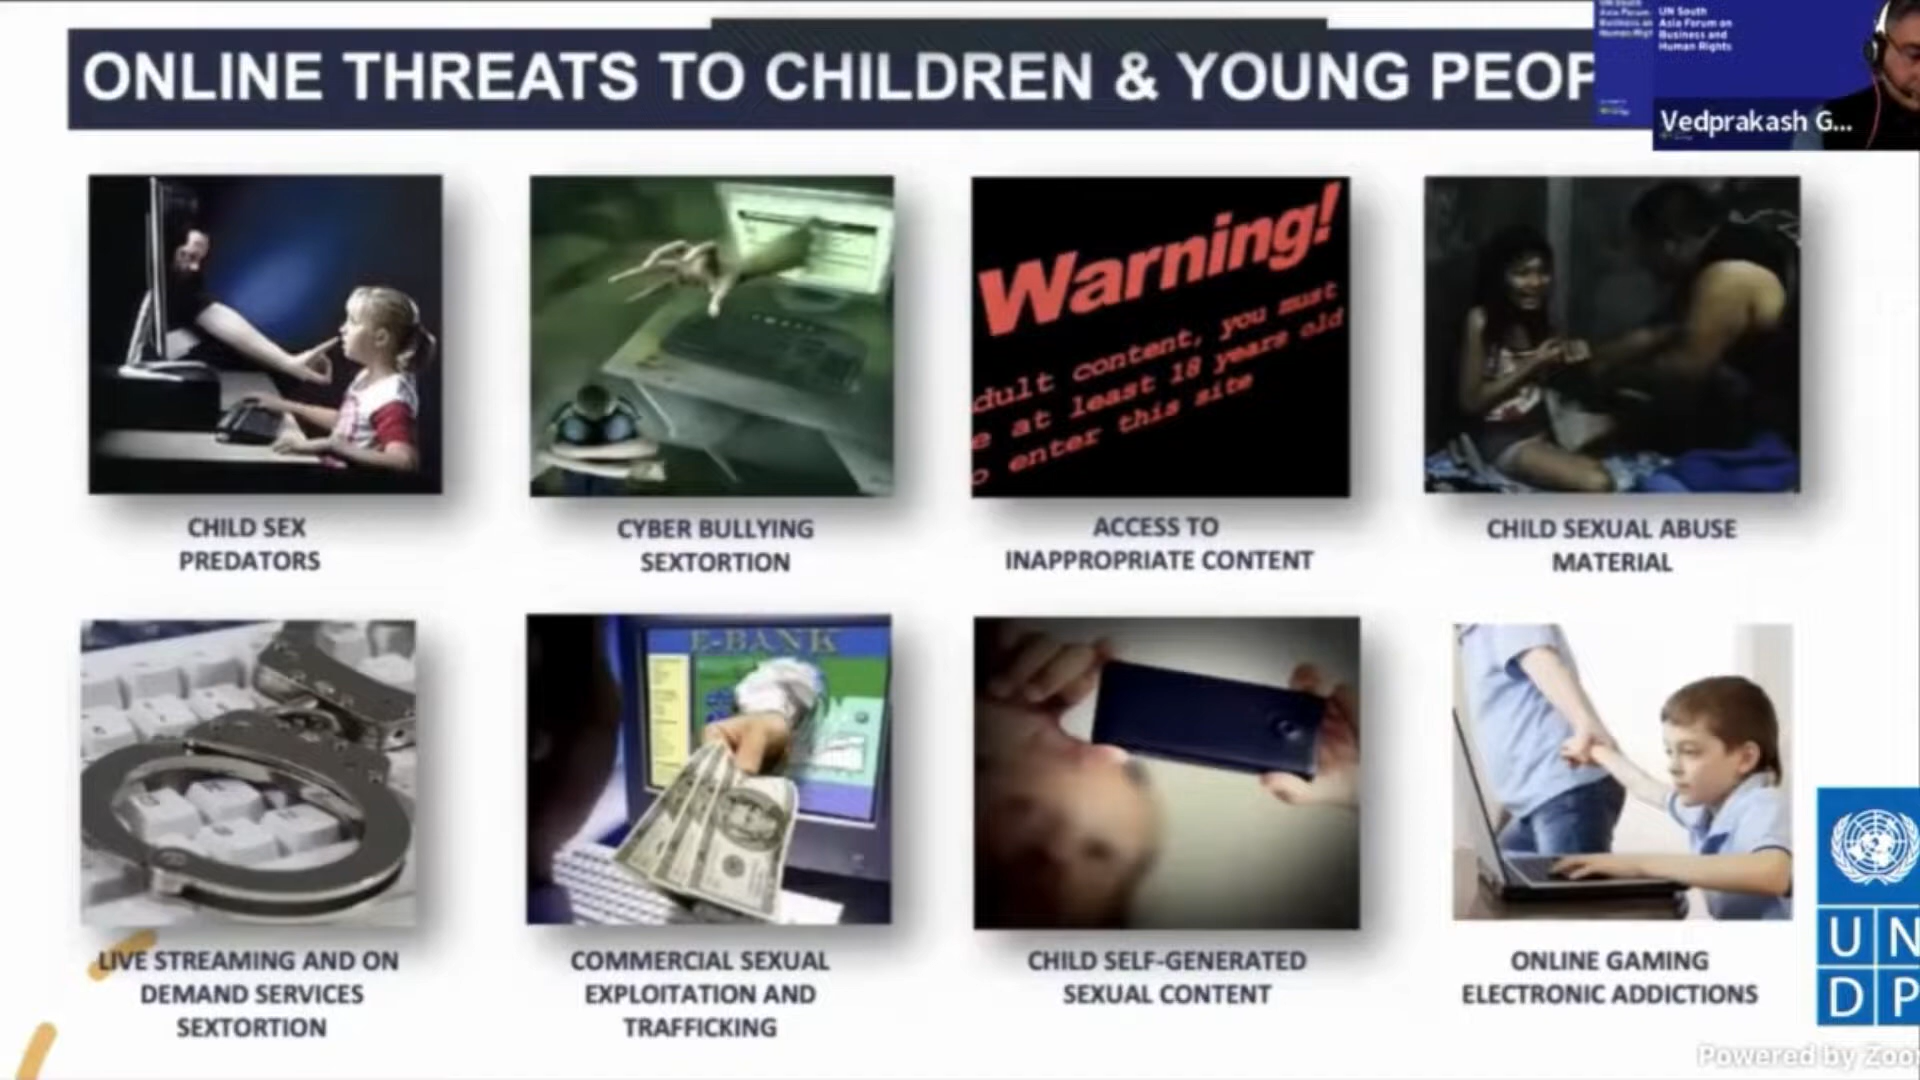 ONLINE THREATS TO CHILDREN & YOUNG PEOP
UN South
Asia Forum on
Business and
Human Rights
Vedprakash G...
Warning!
dult content, you must
e at least 18 years old
o enter this site
CHILD SEX
PREDATORS
CYBER BULLYING
SEXTORTION
ACCESS TO
INAPPROPRIATE CONTENT
CHILD SEXUAL ABUSE
MATERIAL
E-BANK
LIVE STREAMING AND ON
DEMAND SERVICES
SEXTORTION
COMMERCIAL SEXUAL
EXPLOITATION AND
TRAFFICKING
CHILD SELF-GENERATED
SEXUAL CONTENT
ONLINE GAMING
ELECTRONIC ADDICTIONS
U N
D P
Powered by Zoo